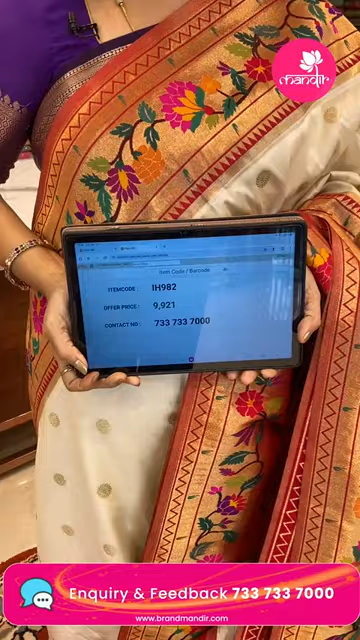 mandir
Item Code / Barcode
ITEMCODE : IH982
OFFER PRICE : 9,921
CONTACT NO : 733 733 7000
Enquiry & Feedback 733 733 7000
www.brandmandir.com